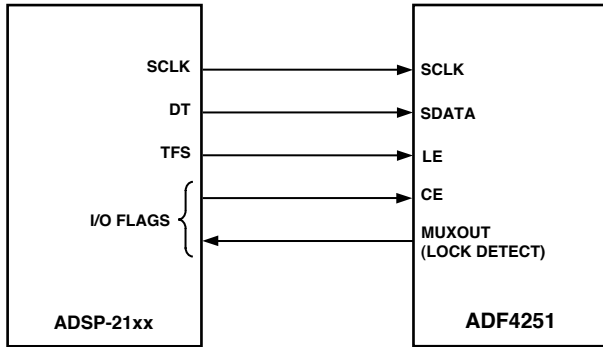 SCLK
DT
TFS
I/O FLAGS
ADSP-21xx
SCLK
SDATA
LE
CE
MUXOUT
(LOCK DETECT)
ADF4251